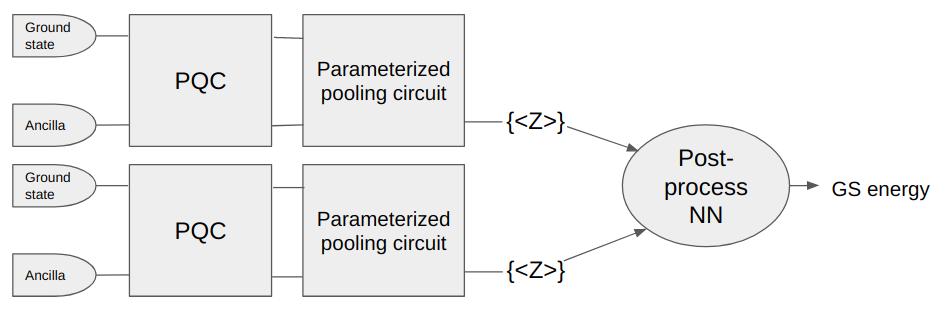 Ground
state
PQC
Parameterized
pooling circuit
Ancilla
{<Z>}
Ground
state
PQC
Parameterized
pooling circuit
Ancilla
{<Z>}
Post-
process
NN
GS energy